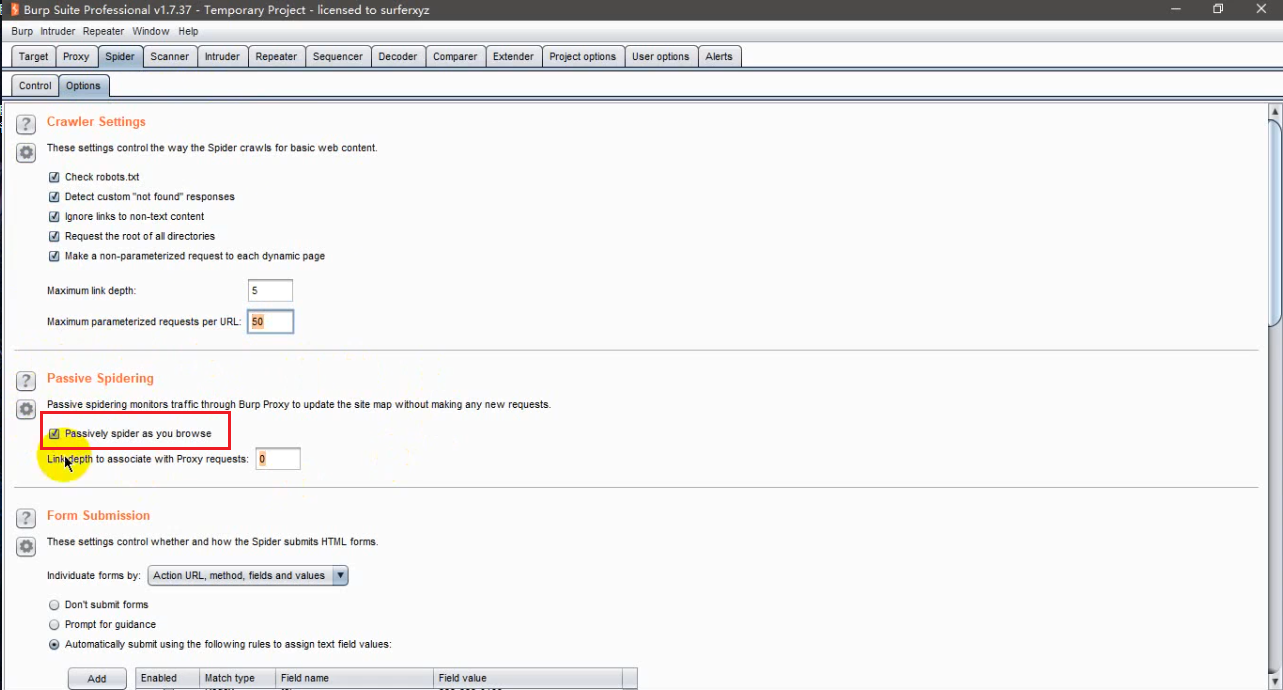 Burp Suite Professional v1.7.37 - Temporary Project - licensed to surferxyz
Burp Intruder Repeater Window Help
Target Proxy Spider Scanner Intruder Repeater Sequencer Decoder Comparer Extender Project options User options Alerts
Control Options
? Crawler Settings
These settings control the way the Spider crawls for basic web content.
Check robots.txt
Detect custom "not found" responses
Ignore links to non-text content
Request the root of all directories
Make a non-parameterized request to each dynamic page
Maximum link depth: 5
Maximum parameterized requests per URL: 50
? Passive Spidering
Passive spidering monitors traffic through Burp Proxy to update the site map without making any new requests.
Passively spider as you browse
Link depth to associate with Proxy requests: 0
? Form Submission
These settings control whether and how the Spider submits HTML forms.
Individuate forms by: Action URL, method, fields and values
Don't submit forms
Prompt for guidance
Automatically submit using the following rules to assign text field values:
Add Enabled Match type Field name Field value